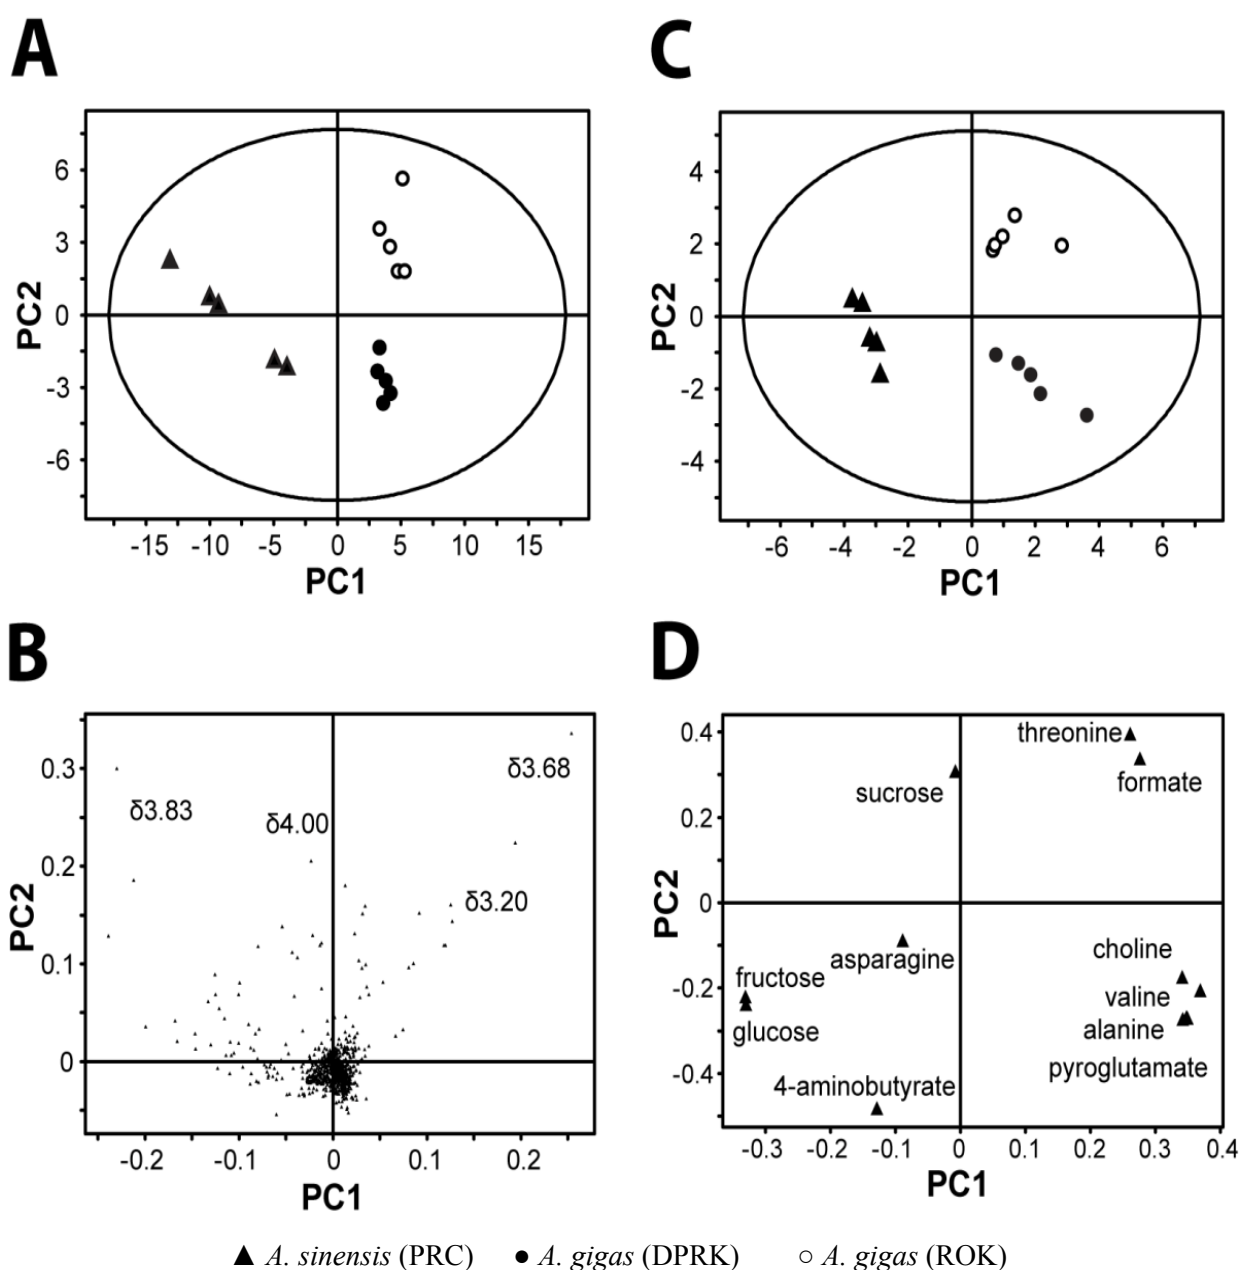 A
PC2
6
3
0
-3
-6
-15 -10 -5 0 5 10 15
PC1
C
PC2
4
2
0
-2
-4
-6 -4 -2 0 2 4 6
PC1
B
PC2
0.3
0.2
0.1
0
δ3.83
δ4.00
δ3.68
δ3.20
-0.2 -0.1 0 0.1 0.2
PC1
D
PC2
0.4
0.2
0
-0.2
-0.4
threonine
formate
sucrose
asparagine
choline
fructose
valine
glucose
alanine
pyroglutamate
4-aminobutyrate
-0.3 -0.2 -0.1 0 0.1 0.2 0.3 0.4
PC1
▲ A. sinensis (PRC) ● A. gigas (DPRK) ○ A. gigas (ROK)